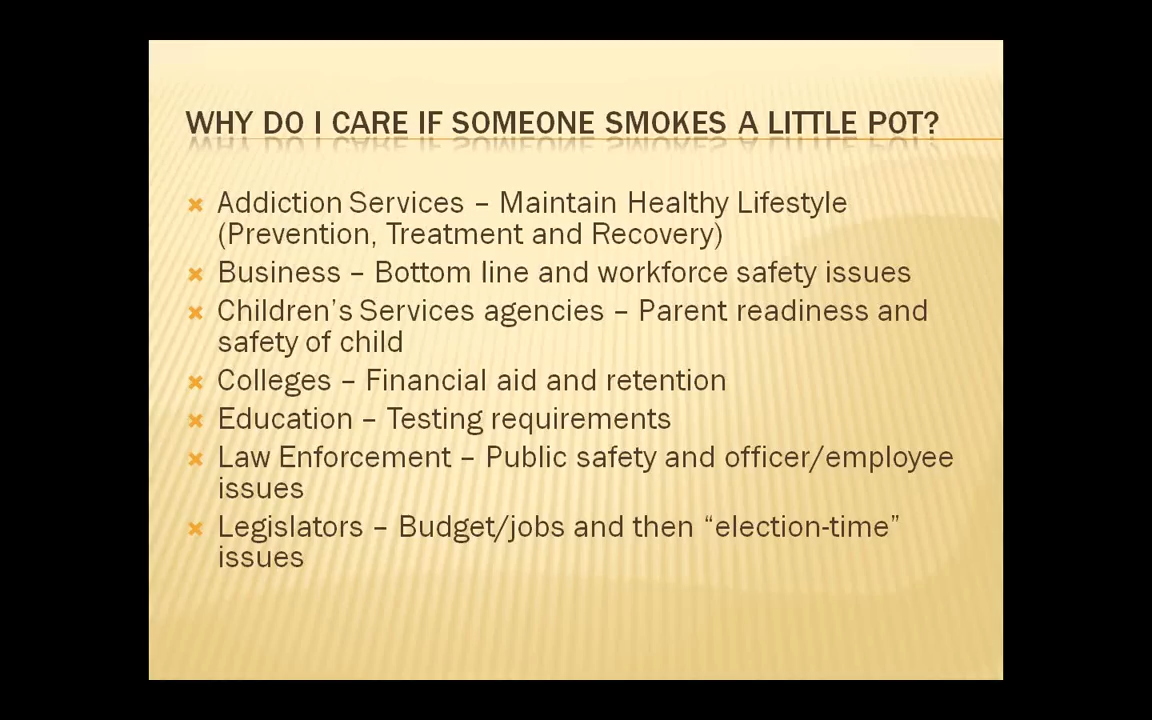 WHY DO I CARE IF SOMEONE SMOKES A LITTLE POT?
Addiction Services – Maintain Healthy Lifestyle
(Prevention, Treatment and Recovery)
Business – Bottom line and workforce safety issues
Children’s Services agencies – Parent readiness and
safety of child
Colleges – Financial aid and retention
Education – Testing requirements
Law Enforcement – Public safety and officer/employee
issues
Legislators – Budget/jobs and then “election-time”
issues